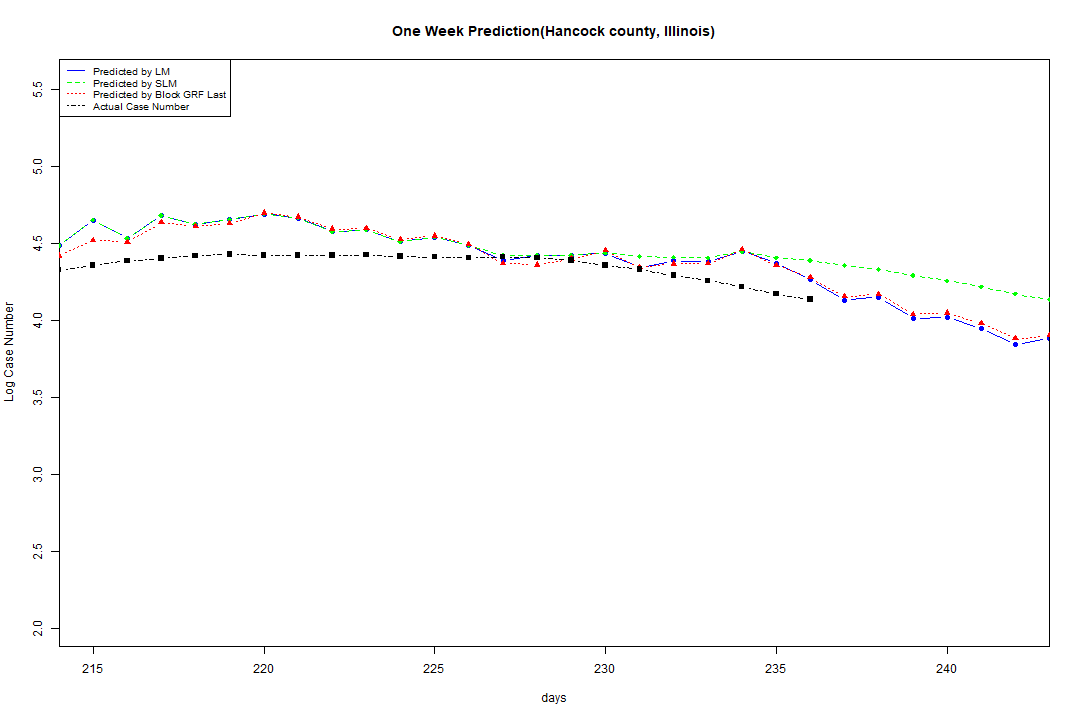 One Week Prediction(Hancock county, Illinois)
Predicted by LM
Predicted by SLM
Predicted by Block GRF Last
Actual Case Number
5.5
5.0
4.5
4.0
3.5
3.0
2.5
2.0
Log Case Number
215 220 225 230 235 240
days